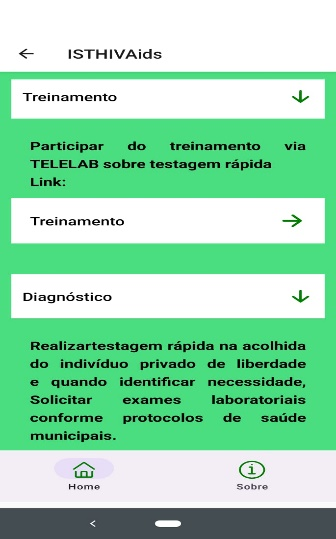 ISTHIVAids
Treinamento
Participar do treinamento via
TELELAB sobre testagem rápida
Link:
Treinamento
Diagnóstico
Realizartestagem rápida na acolhida
do indivíduo privado de liberdade
e quando identificar necessidade,
Solicitar exames laboratoriais
conforme protocolos de saúde
municipais.
Home
Sobre